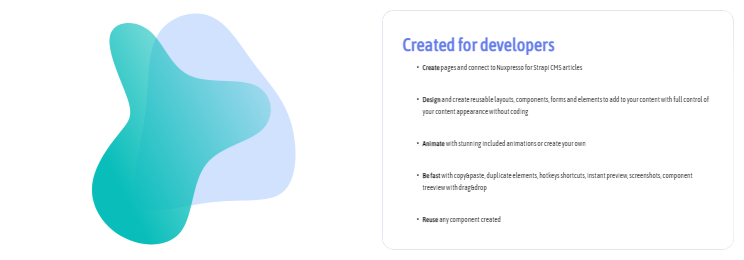 Created for developers
• Create pages and connect to Nuxpresso for Strapi CMS articles
• Design and create reusable layouts, components, forms and elements to add to your content with full control of
your content appearance without coding
• Animate with stunning included animations or create your own
• Be fast with copy&paste, duplicate elements, hotkeys shortcuts, instant preview, screenshots, component
treeview with drag&drop
• Reuse any component created